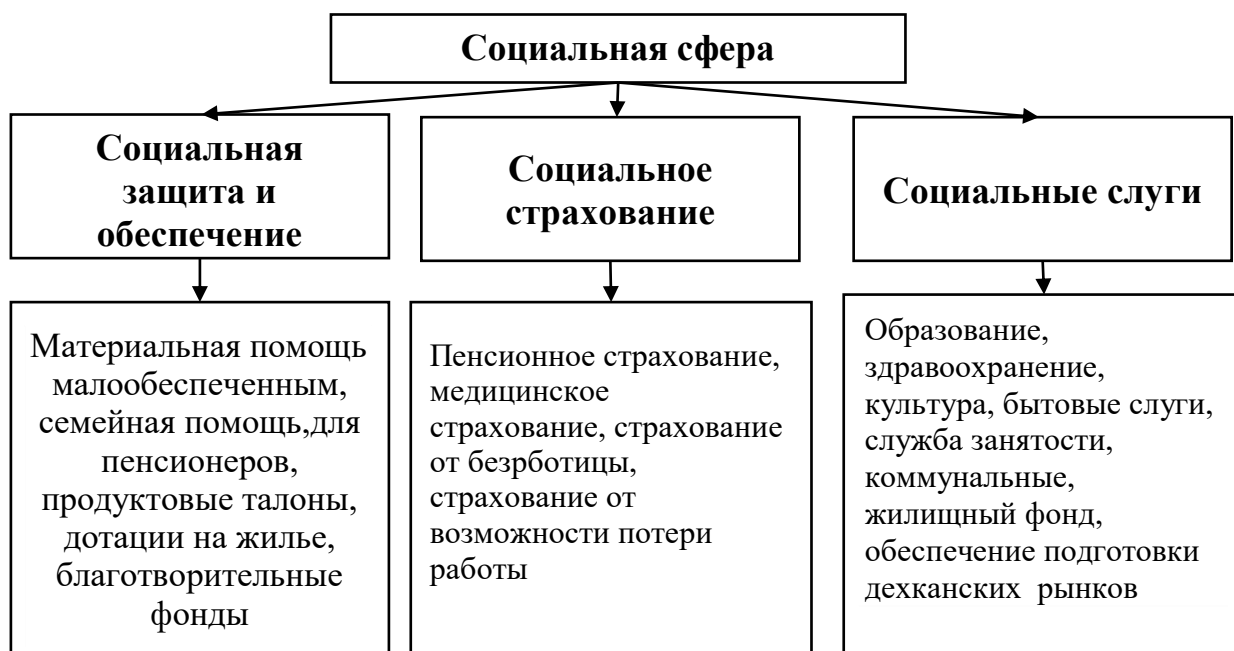 Социальная сфера
Социальная
защита и
обеспечение
Социальное
страхование
Социальные слуги
Материальная помощь
малообеспеченным,
семейная помощь,для
пенсионеров,
продуктовые талоны,
дотации на жилье,
благотворительные
фонды
Пенсионное страхование,
медицинское
страхование, страхование
от безрботицы,
страхование от
возможности потери
работы
Образование,
здравоохранение,
культура, бытовые слуги,
служба занятости,
коммунальные,
жилищный фонд,
обеспечение подготовки
дехканских рынков